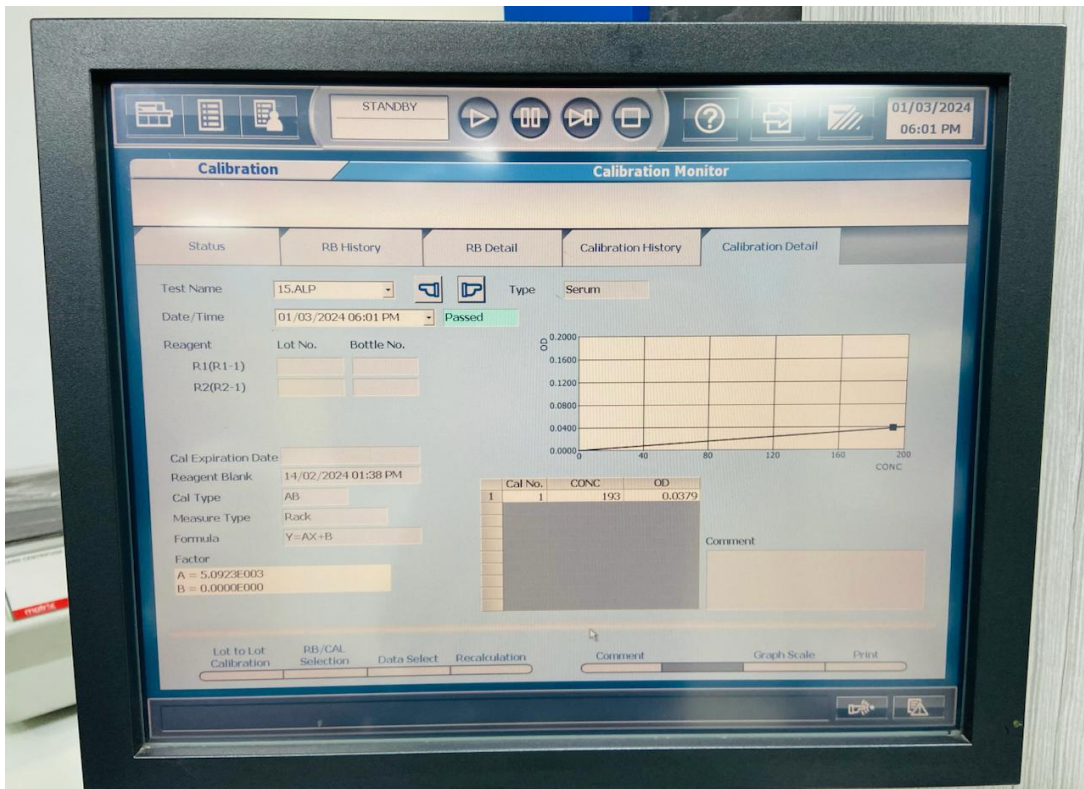 STANDBY
01/03/2024
06:01 PM
Calibration
Calibration Monitor
Status
RB History
RB Detail
Calibration History
Calibration Detail
Test Name
15.ALP
Type
Serum
Date/Time
01/03/2024 06:01 PM
Passed
Reagent
Lot No.
Bottle No.
R1(R1-1)
R2(R2-1)
Cal Expiration Date
Reagent Blank
14/02/2024 01:38 PM
Cal Type
AB
Measure Type
Rack
Formula
Y=AX+B
Factor
A = 5.0923E003
B = 0.0000E000
OD
0.2000
0.1600
0.1200
0.0800
0.0400
0.0000
0 40 80 120 160 200
CONC
Cal No. CONC OD
1 1 193 0.0379
Comment
Lot to Lot
Calibration
RB/CAL
Selection
Data Select
Recalculation
Comment
Graph Scale
Print
matrix